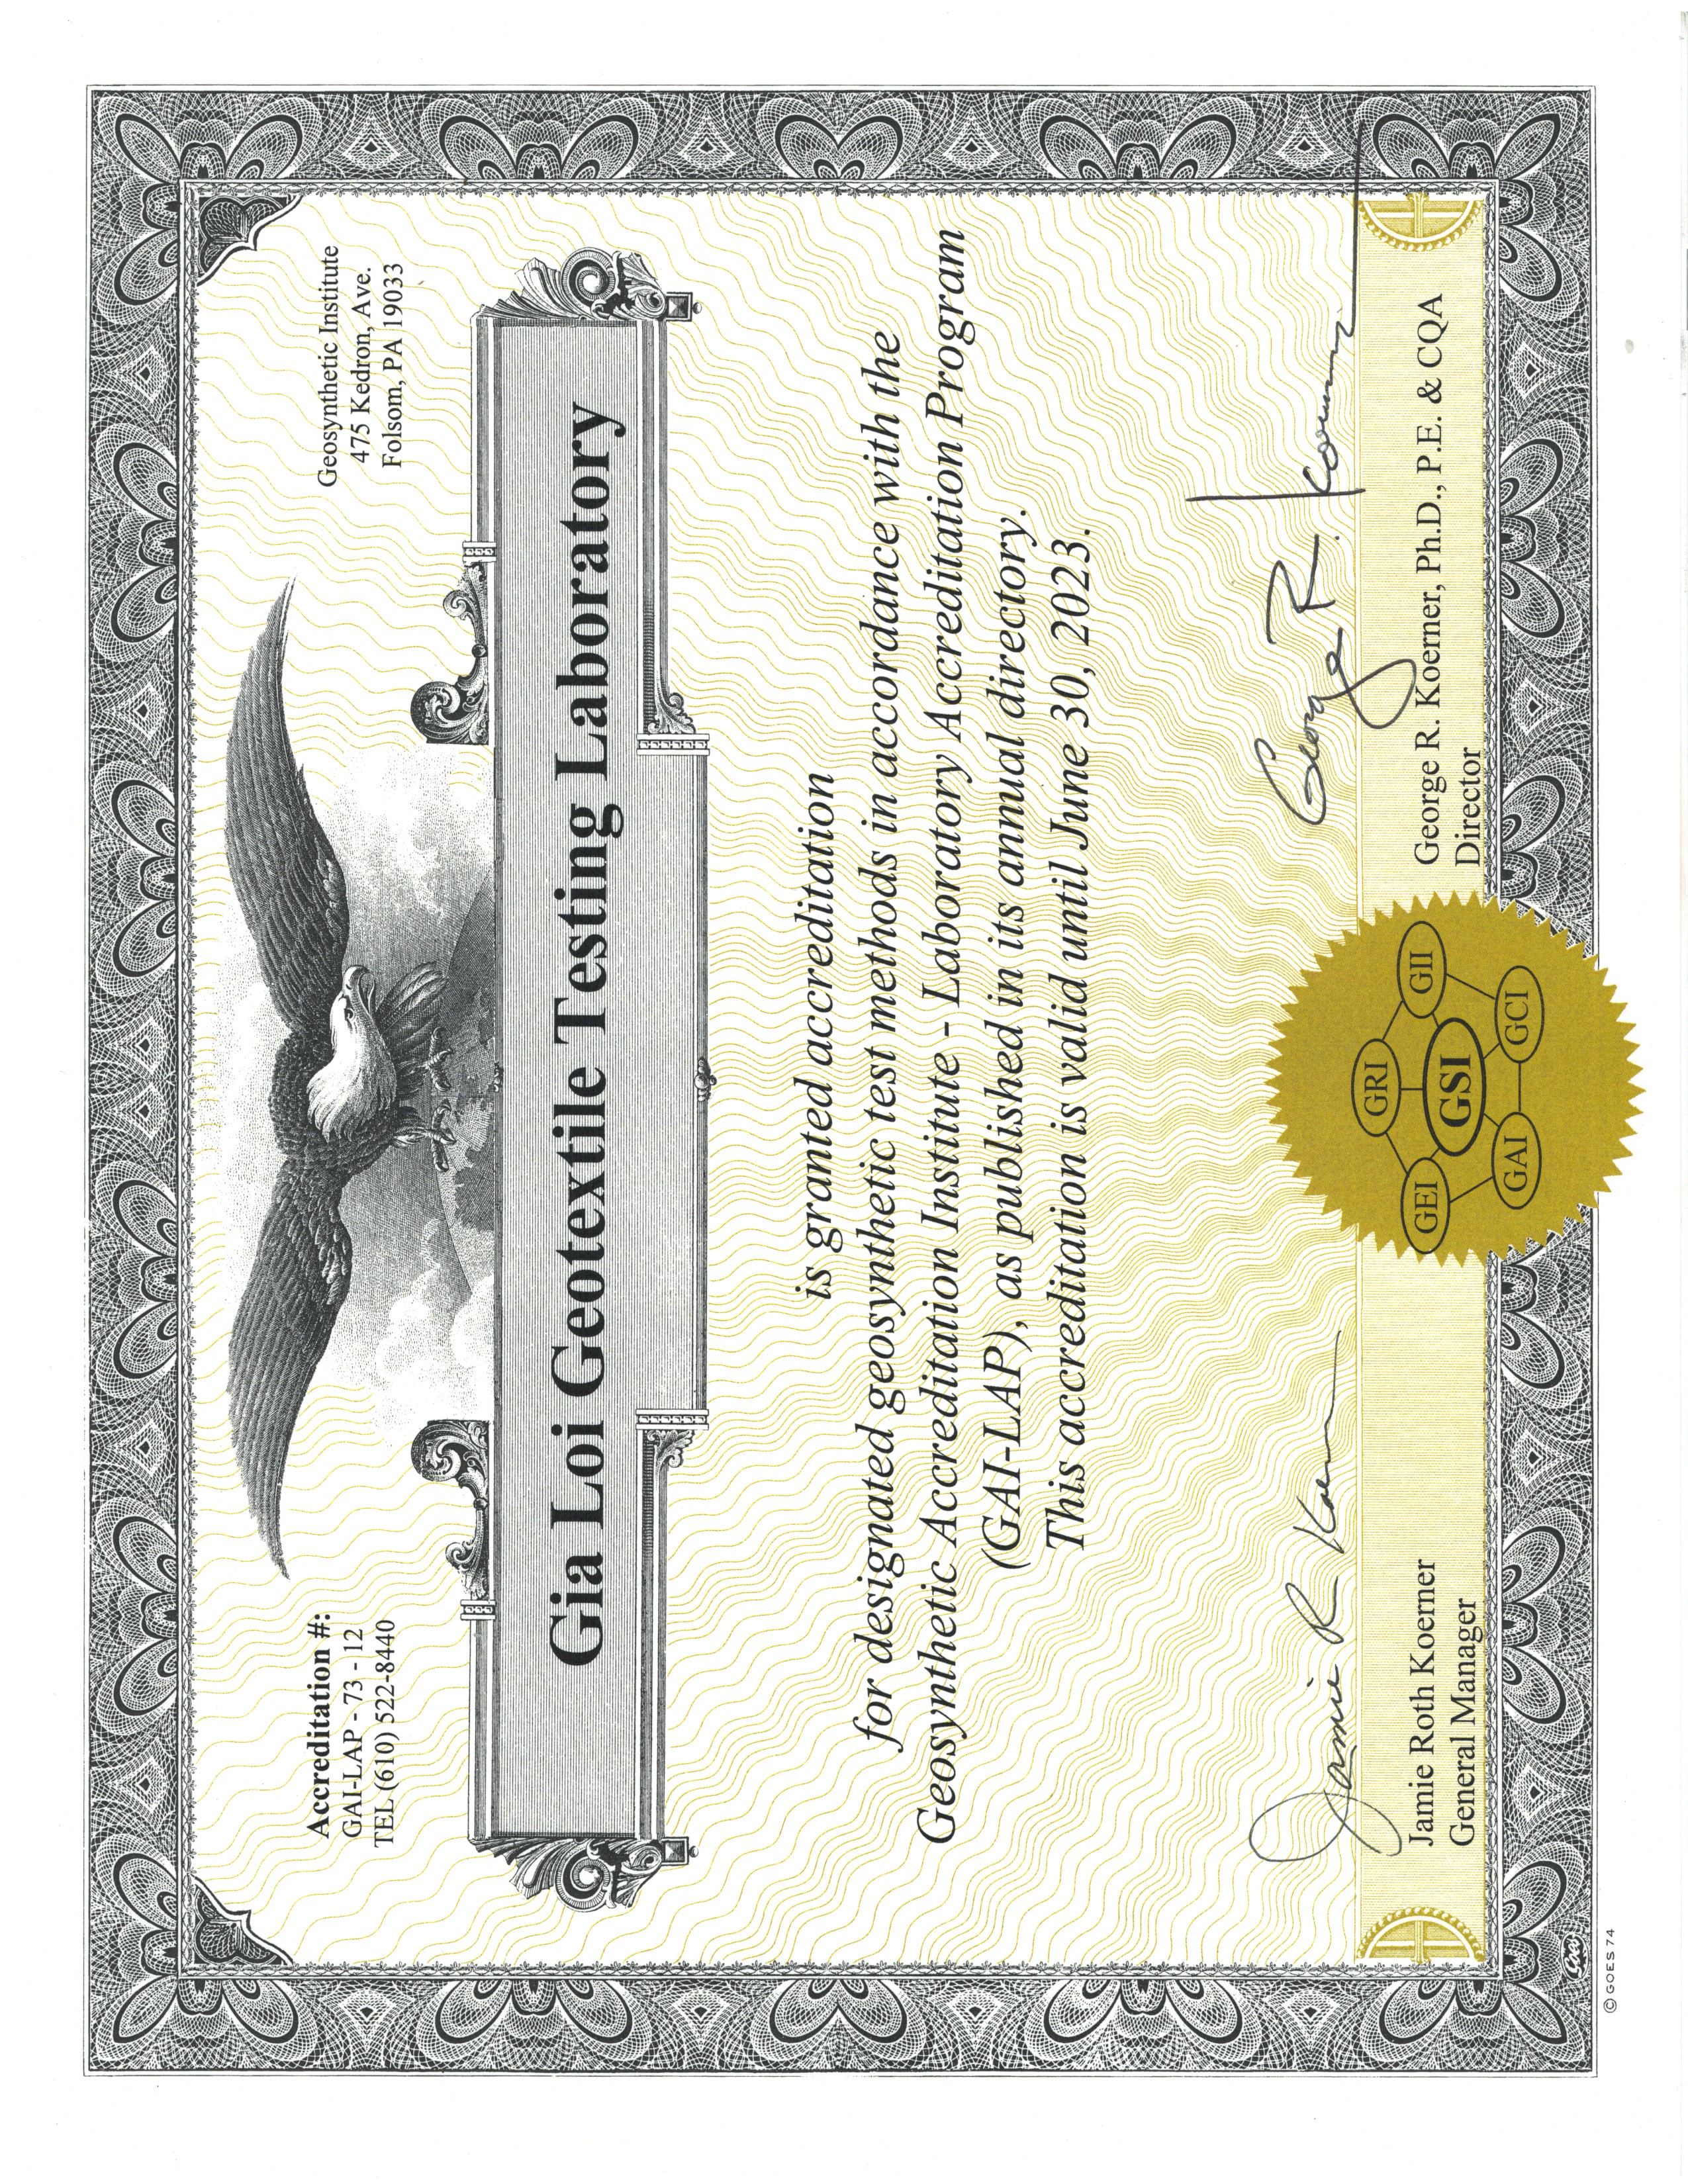 Accreditation #:
GAI-LAP - 73 - 12
TEL (610) 522-8440
Geosynthetic Institute
475 Kedron, Ave.
Folsom, PA 19033
Gia Loi Geotextile Testing Laboratory
is granted accreditation
for designated geosynthetic test methods in accordance with the
Geosynthetic Accreditation Institute - Laboratory Accreditation Program
(GAI-LAP), as published in its annual directory.
This accreditation is valid until June 30, 2023.
Jamie R Koerner
George R. Koerner
Jamie Roth Koerner
General Manager
George R. Koerner, Ph.D., P.E. & CQA
Director
GRI
GEI
GII
GSI
GAI
GCI
Goes
© GOES 74